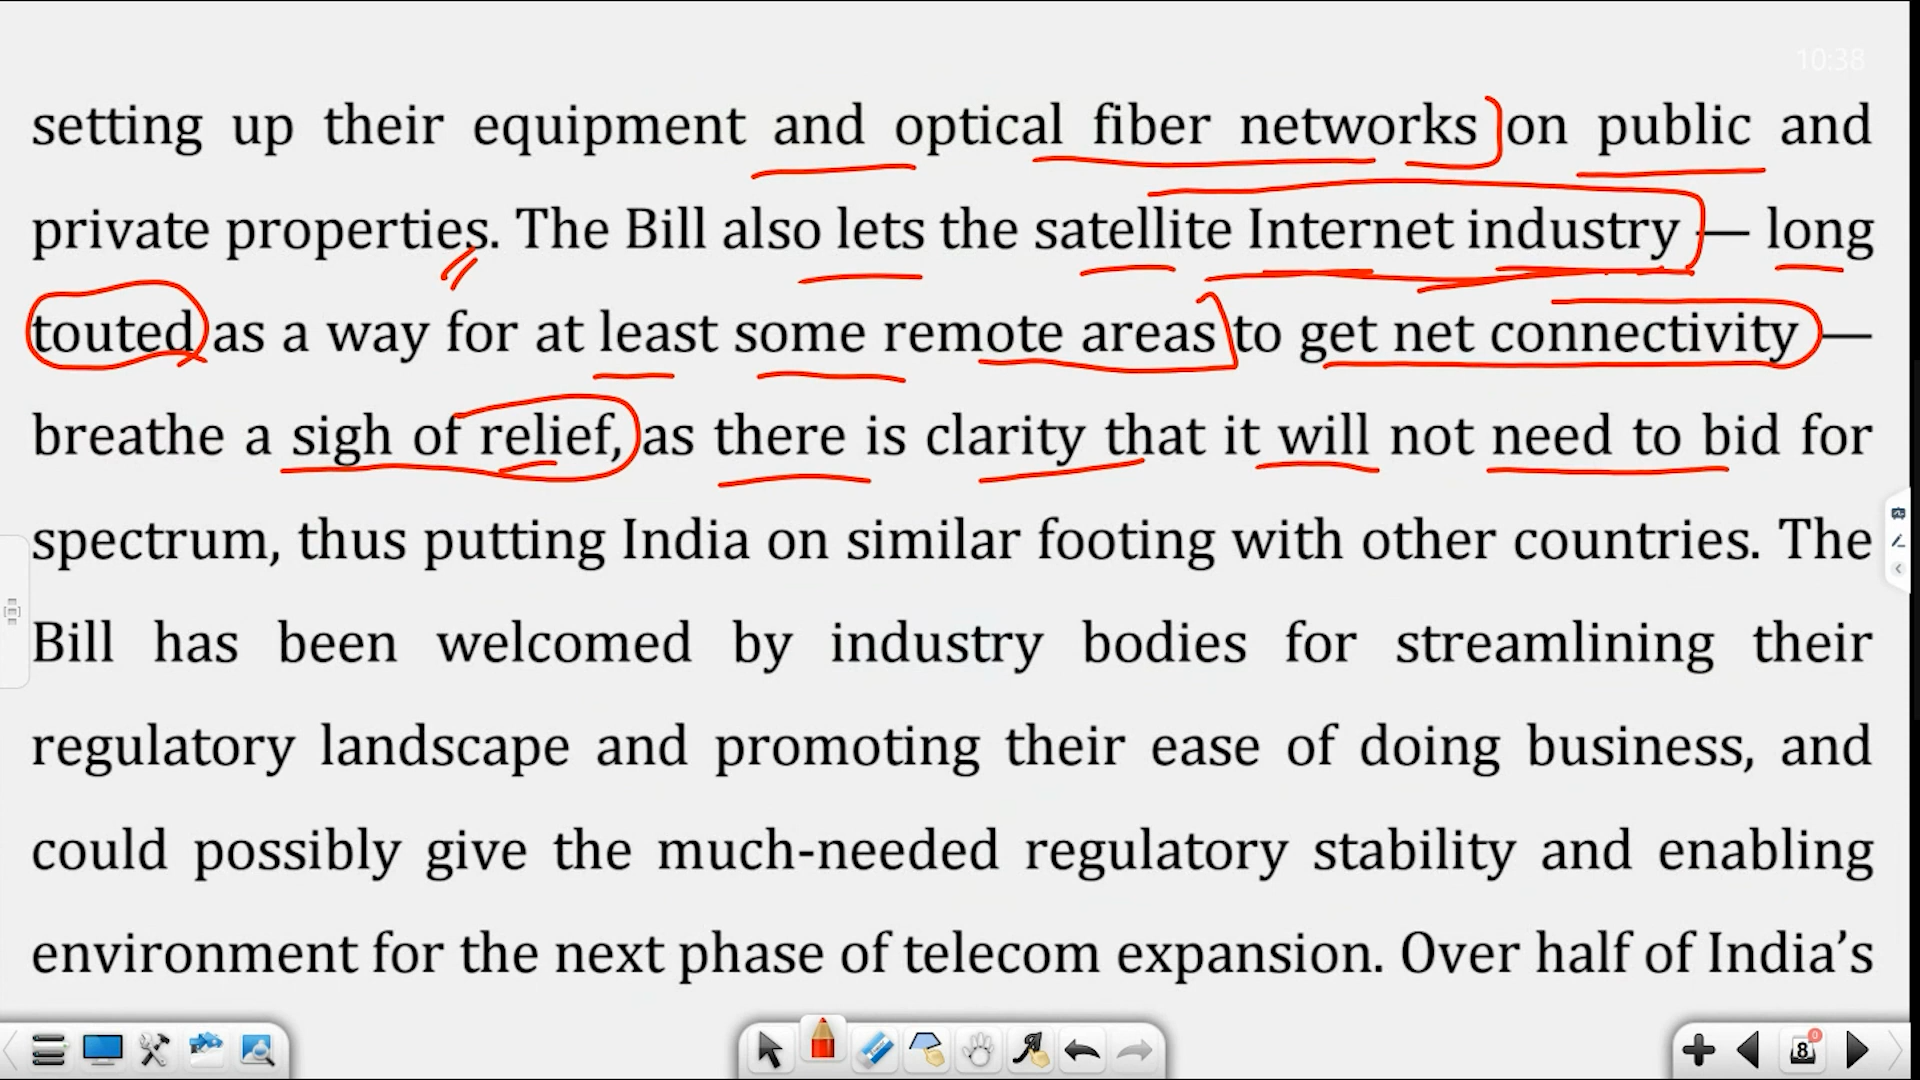 10:38
setting up their equipment and optical fiber networks on public and
private properties. The Bill also lets the satellite Internet industry — long
touted as a way for at least some remote areas to get net connectivity —
breathe a sigh of relief, as there is clarity that it will not need to bid for
spectrum, thus putting India on similar footing with other countries. The
Bill has been welcomed by industry bodies for streamlining their
regulatory landscape and promoting their ease of doing business, and
could possibly give the much-needed regulatory stability and enabling
environment for the next phase of telecom expansion. Over half of India’s
8
0